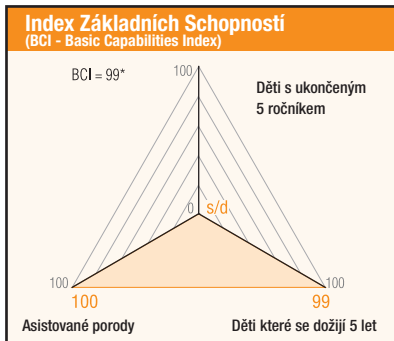 Index Základních Schopností
(BCI - Basic Capabilities Index)
BCI = 99*
100
Děti s ukončeným
5 ročníkem
0
s/d
100
100
100
99
Asistované porody
Děti které se dožijí 5 let